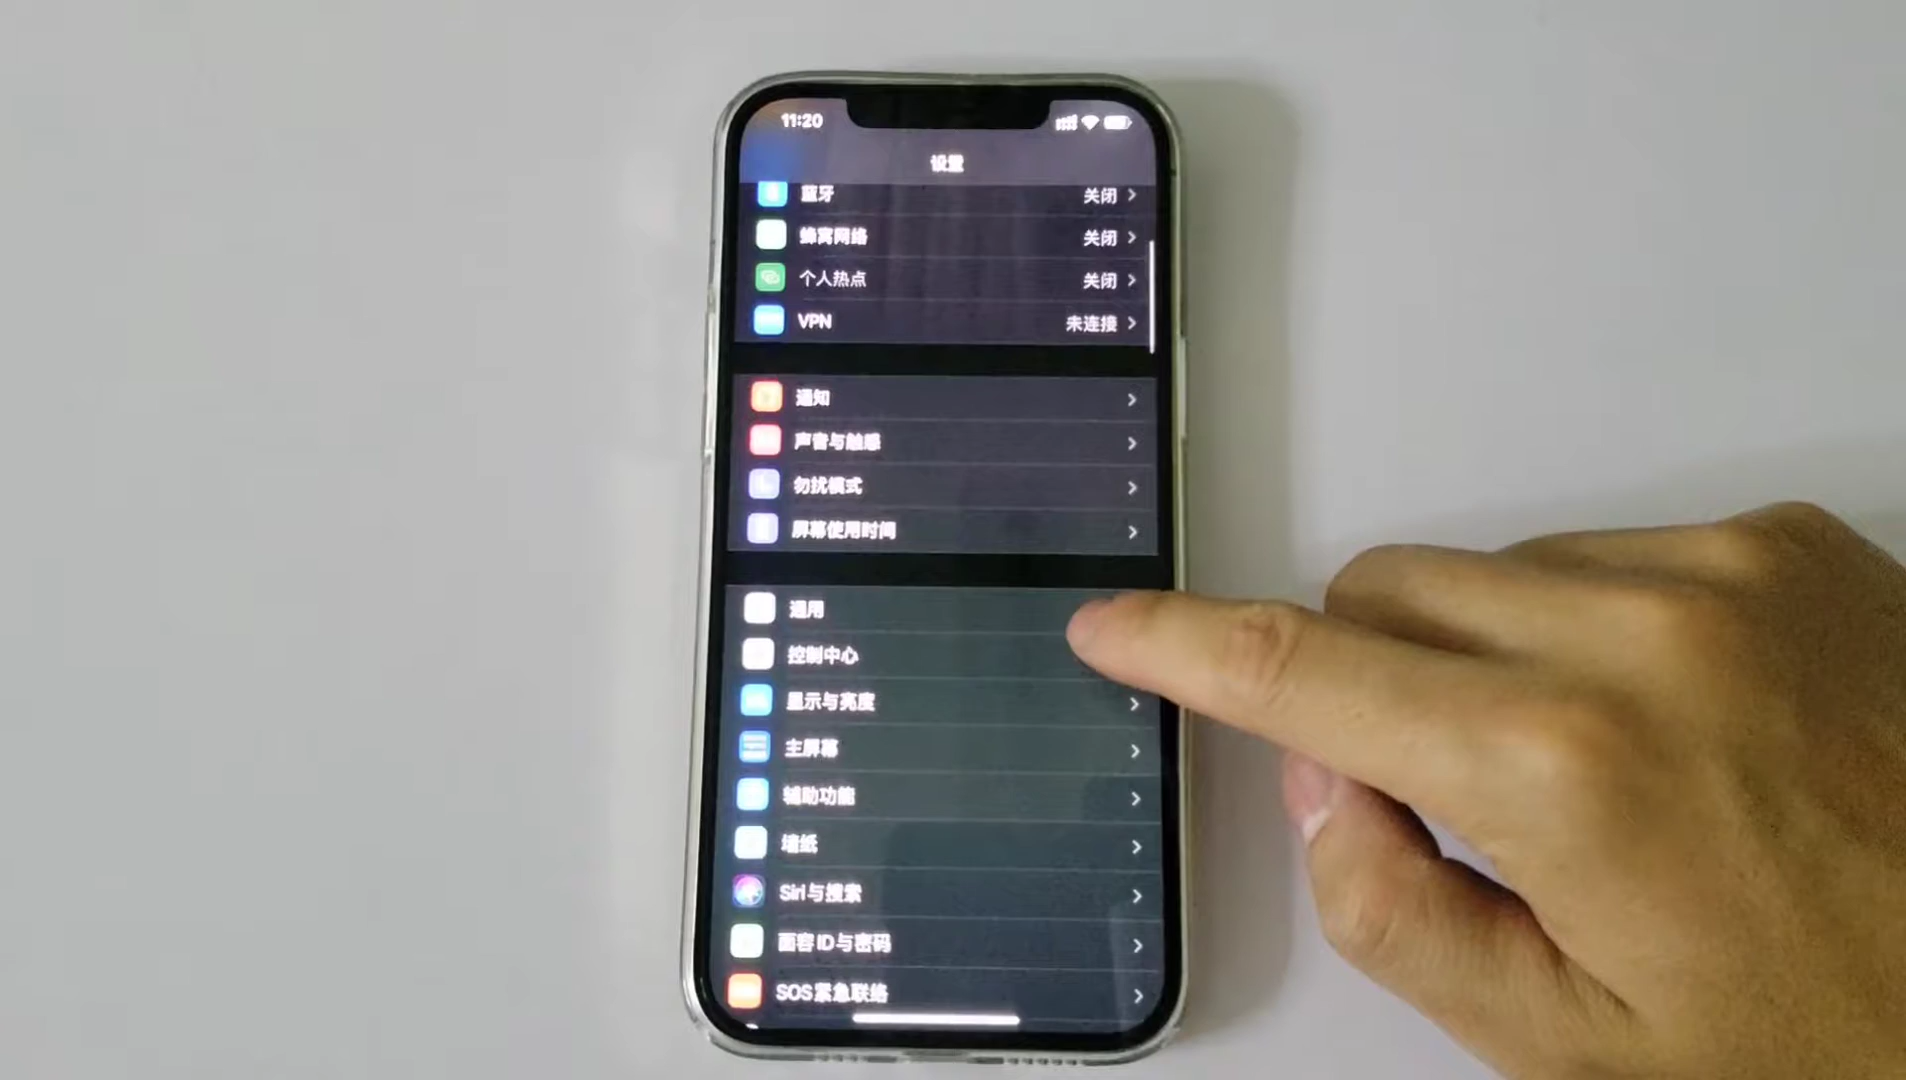 11:20
设置
蓝牙 关闭
蜂窝网络 关闭
个人热点 关闭
VPN 未连接
通知
声音与触感
勿扰模式
屏幕使用时间
通用
控制中心
显示与亮度
主屏幕
辅助功能
墙纸
Siri与搜索
面容ID与密码
SOS紧急联络